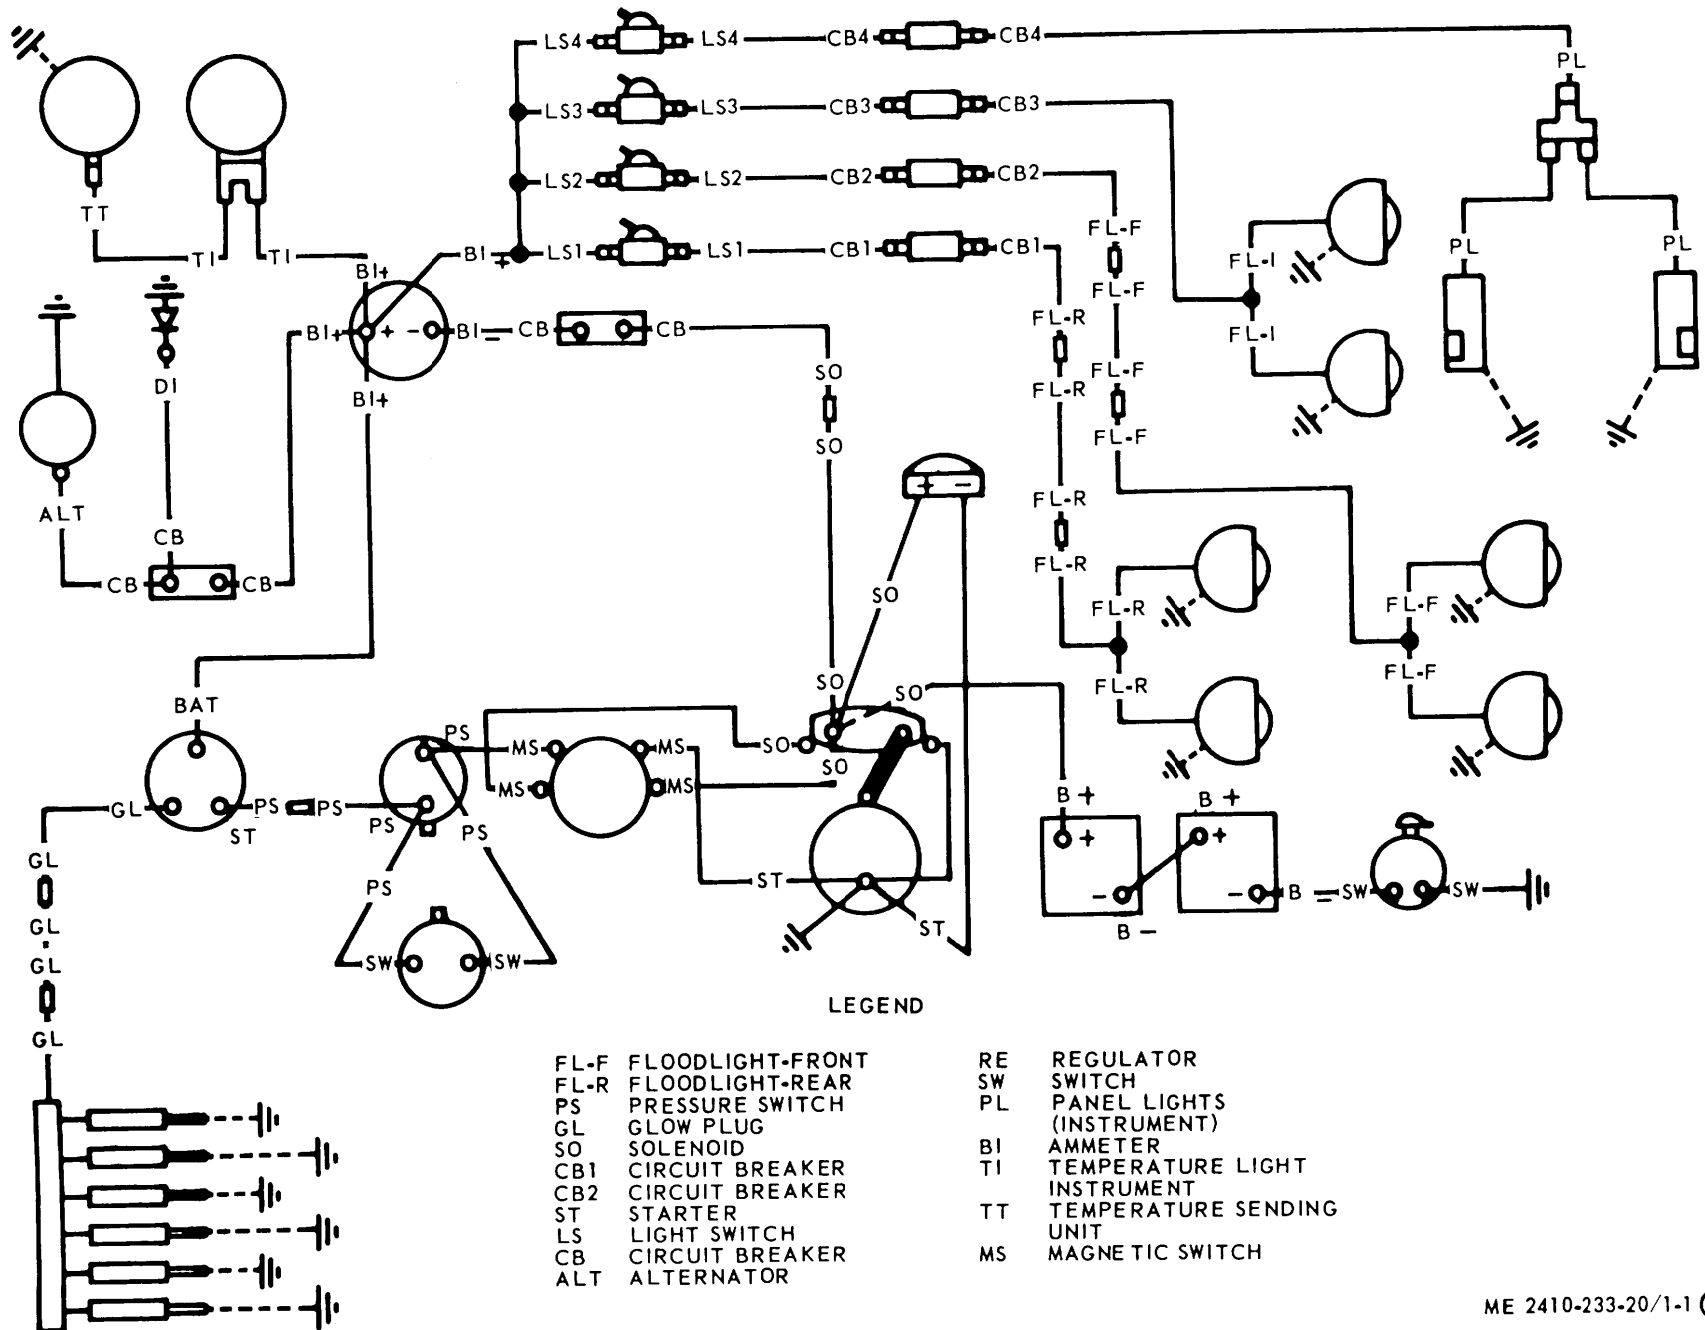 LS4 LS4 CB4 CB4
PL
LS3 LS3 CB3 CB3
LS2 LS2 CB2 CB2
TT
FL-F
LS1 LS1 CB1 CB1
PL PL
TI TI BI+ BI +
FL-I
FL-F
BI+ + - BI - CB CB
FL-R
FL-I
SO
FL-F
DI
FL-R
BI+
FL-F
SO
+ -
FL-R
ALT
CB
FL-R
CB CB
SO
FL-R
FL-F
FL-F
SO
FL-R
SO
BAT
PS
MS MS SO
SO
MS MS
B +
B +
GL PS PS
PS
ST
PS
+ +
GL
PS
ST
- - B - SW SW
B -
GL
ST
GL
SW SW
GL
LEGEND
FL-F FLOODLIGHT-FRONT
FL-R FLOODLIGHT-REAR
PS PRESSURE SWITCH
GL GLOW PLUG
SO SOLENOID
CB1 CIRCUIT BREAKER
CB2 CIRCUIT BREAKER
ST STARTER
LS LIGHT SWITCH
CB CIRCUIT BREAKER
ALT ALTERNATOR
RE REGULATOR
SW SWITCH
PL PANEL LIGHTS
(INSTRUMENT)
BI AMMETER
TI TEMPERATURE LIGHT
INSTRUMENT
TT TEMPERATURE SENDING
UNIT
MS MAGNETIC SWITCH
ME 2410-233-20/1-1 (